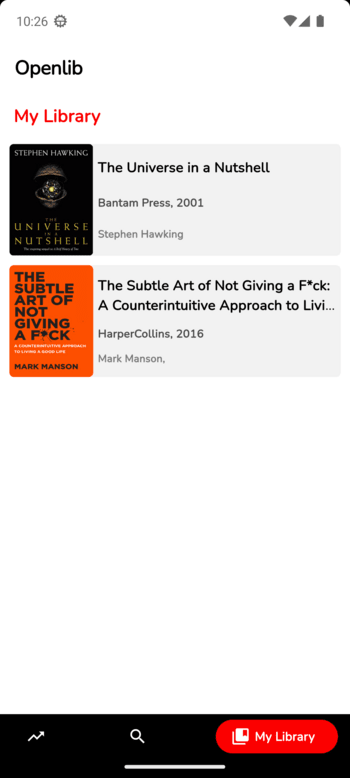 10:26
Openlib
My Library
STEPHEN HAWKING
THE
UNIVERSE
IN A
NUTSHELL
The Universe in a Nutshell
Bantam Press, 2001
Stephen Hawking
THE
SUBTLE
ART OF
NOT
GIVING
A F*CK
A COUNTERINTUITIVE APPROACH
TO LIVING A GOOD LIFE
MARK MANSON
The Subtle Art of Not Giving a F*ck:
A Counterintuitive Approach to Livi...
HarperCollins, 2016
Mark Manson,
My Library